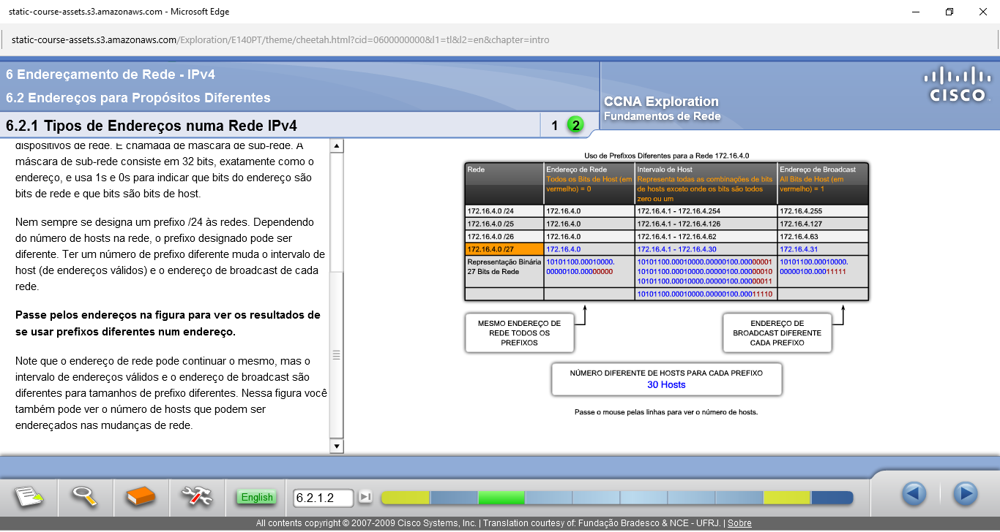 static-course-assets.s3.amazonaws.com - Microsoft Edge
static-course-assets.s3.amazonaws.com/Exploration/E140PT/theme/cheetah.html?cid=0600000000&l1=tl&l2=en&chapter=intro
6 Endereçamento de Rede - IPv4
6.2 Endereços para Propósitos Diferentes
6.2.1 Tipos de Endereços numa Rede IPv4
1 2
CCNA Exploration
Fundamentos de Rede
CISCO
dispositivos de rede. É chamada de máscara de sub-rede. A
máscara de sub-rede consiste em 32 bits, exatamente como o
endereço, e usa 1s e 0s para indicar que bits do endereço são
bits de rede e que bits são bits de host.
Nem sempre se designa um prefixo /24 às redes. Dependendo
do número de hosts na rede, o prefixo designado pode ser
diferente. Ter um número de prefixo diferente muda o intervalo de
host (de endereços válidos) e o endereço de broadcast de cada
rede.
Passe pelos endereços na figura para ver os resultados de
se usar prefixos diferentes num endereço.
Note que o endereço de rede pode continuar o mesmo, mas o
intervalo de endereços válidos e o endereço de broadcast são
diferentes para tamanhos de prefixo diferentes. Nessa figura você
também pode ver o número de hosts que podem ser
endereçados nas mudanças de rede.
Uso de Prefixos Diferentes para a Rede 172.16.4.0
Rede
Endereço de Rede
Todos os Bits de Host (em
vermelho) = 0
Intervalo de Host
Representa todas as combinações de bits
de hosts exceto onde os bits são todos
zero ou um
Endereço de Broadcast
All Bits de Host (em
vermelho) = 1
172.16.4.0 /24 172.16.4.0 172.16.4.1 - 172.16.4.254 172.16.4.255
172.16.4.0 /25 172.16.4.0 172.16.4.1 - 172.16.4.126 172.16.4.127
172.16.4.0 /26 172.16.4.0 172.16.4.1 - 172.16.4.62 172.16.4.63
172.16.4.0 /27 172.16.4.0 172.16.4.1 - 172.16.4.30 172.16.4.31
Representação Binária
27 Bits de Rede
10101100.00010000.
00000100.00000000
10101100.00010000.00000100.00000001
10101100.00010000.00000100.00000010
10101100.00010000.00000100.00000011
10101100.00010000.00000100.00011110
10101100.00010000.
00000100.00011111
MESMO ENDEREÇO DE
REDE TODOS OS
PREFIXOS
ENDEREÇO DE
BROADCAST DIFERENTE
CADA PREFIXO
NÚMERO DIFERENTE DE HOSTS PARA CADA PREFIXO
30 Hosts
Passe o mouse pelas linhas para ver o número de hosts.
English
6.2.1.2
All contents copyright © 2007-2009 Cisco Systems, Inc. | Translation courtesy of: Fundação Bradesco & NCE - UFRJ. | Sobre